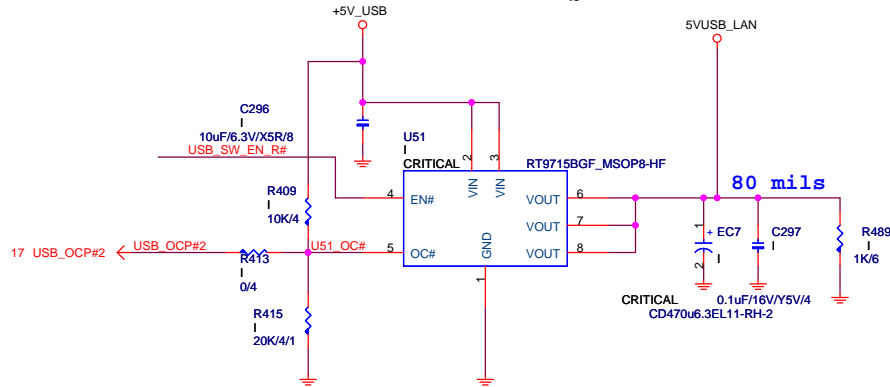 +5V_USB
5VUSB_LAN
C296
I
10uF/6.3V/X5R/8
USB_SW_EN_R#
U51
I
CRITICAL
2
3
RT9715BGF_MSOP8-HF
VIN
VIN
4
EN#
VOUT
6
80 mils
R409
I
10K/4
VOUT
7
1
+
EC7
C297
R489
I
1K/6
17 USB_OCP#2
USB_OCP#2
U51_OC#
5
OC#
GND
VOUT
8
2
I
I
R413
I
0/4
1
R415
I
20K/4/1
CRITICAL
0.1uF/16V/Y5V/4
CD470u6.3EL11-RH-2